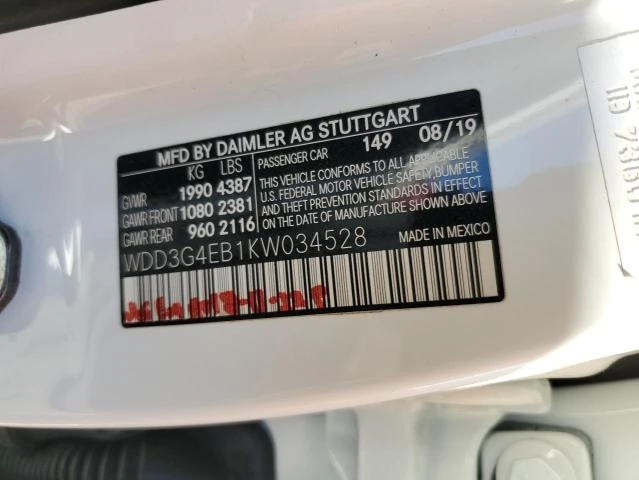 MFD BY DAIMLER AG STUTTGART
KG LBS
GVWR 1990 4387
GAWR FRONT 1080 2381
GAWR REAR 960 2116
PASSENGER CAR 149 08/19
THIS VEHICLE CONFORMS TO ALL APPLICABLE
U.S. FEDERAL MOTOR VEHICLE SAFETY, BUMPER
AND THEFT PREVENTION STANDARDS IN EFFECT
ON THE DATE OF MANUFACTURE SHOWN ABOVE
WDD3G4EB1KW034528 MADE IN MEXICO